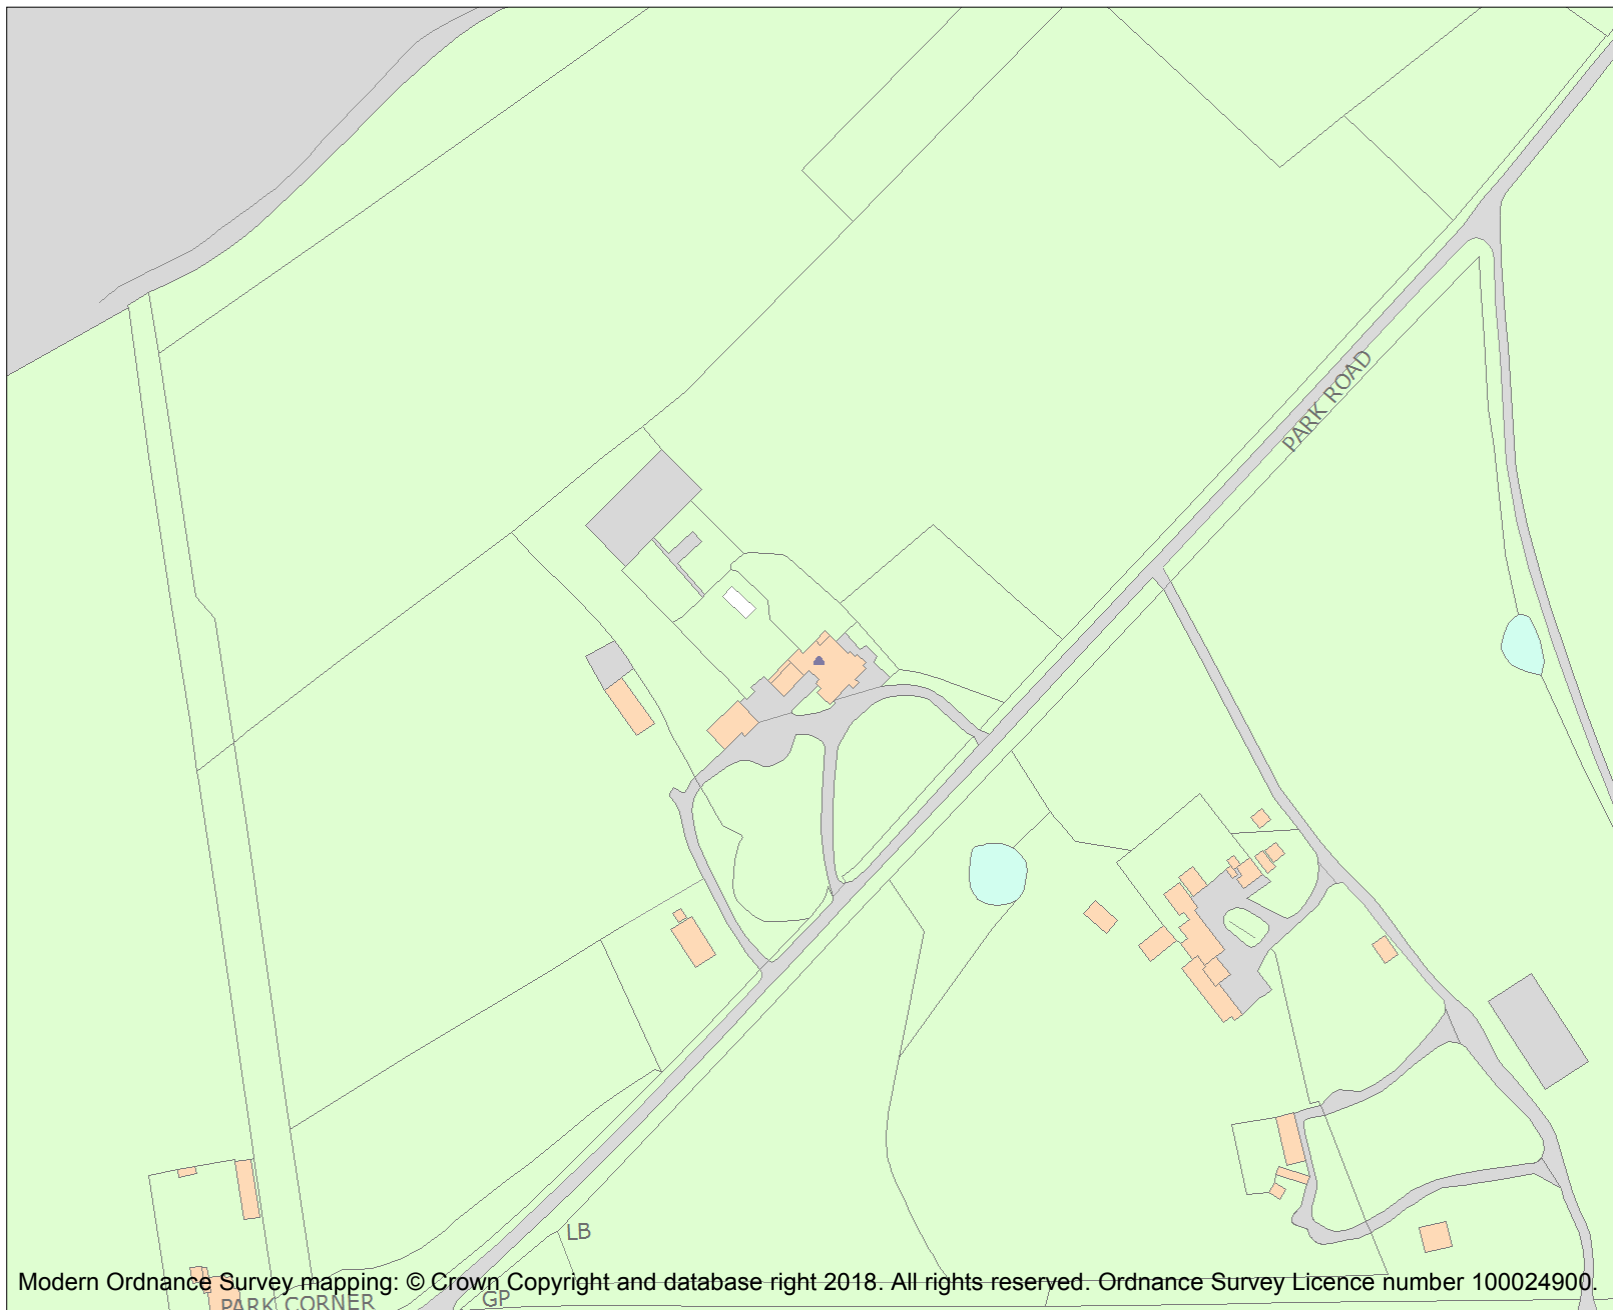 PARK ROAD
LB
Modern Ordnance Survey mapping: © Crown Copyright and database right 2018. All rights reserved. Ordnance Survey Licence number 100024900.
PARK CORNER
GP